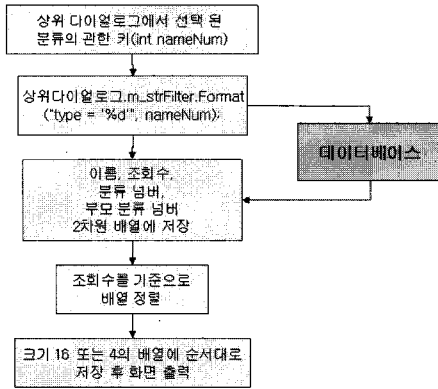 상위 다이얼로그에서 선택 된
분류의 관한 키(int nameNum)
상위다이얼로그.m_strFilter.Format
("type = '%d'", nameNum);
데이터베이스
이름, 조회수,
분류 넘버,
부모 분류 넘버
2차원 배열에 저장
조회수를 기준으로
배열 정렬
크기 16 또는 4의 배열에 순서대로
저장 후 화면 출력